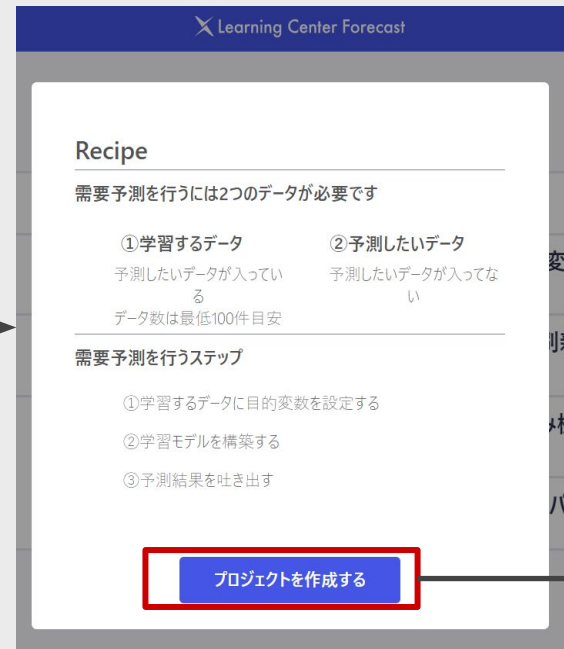 Learning Center Forecast
Recipe
需要予測を行うには2つのデータが必要です
①学習するデータ
②予測したいデータ
予測したいデータが入ってい
る
データ数は最低100件目安
予測したいデータが入ってな
い
需要予測を行うステップ
①学習するデータに目的変数を設定する
②学習モデルを構築する
③予測結果を吐き出す
プロジェクトを作成する
変